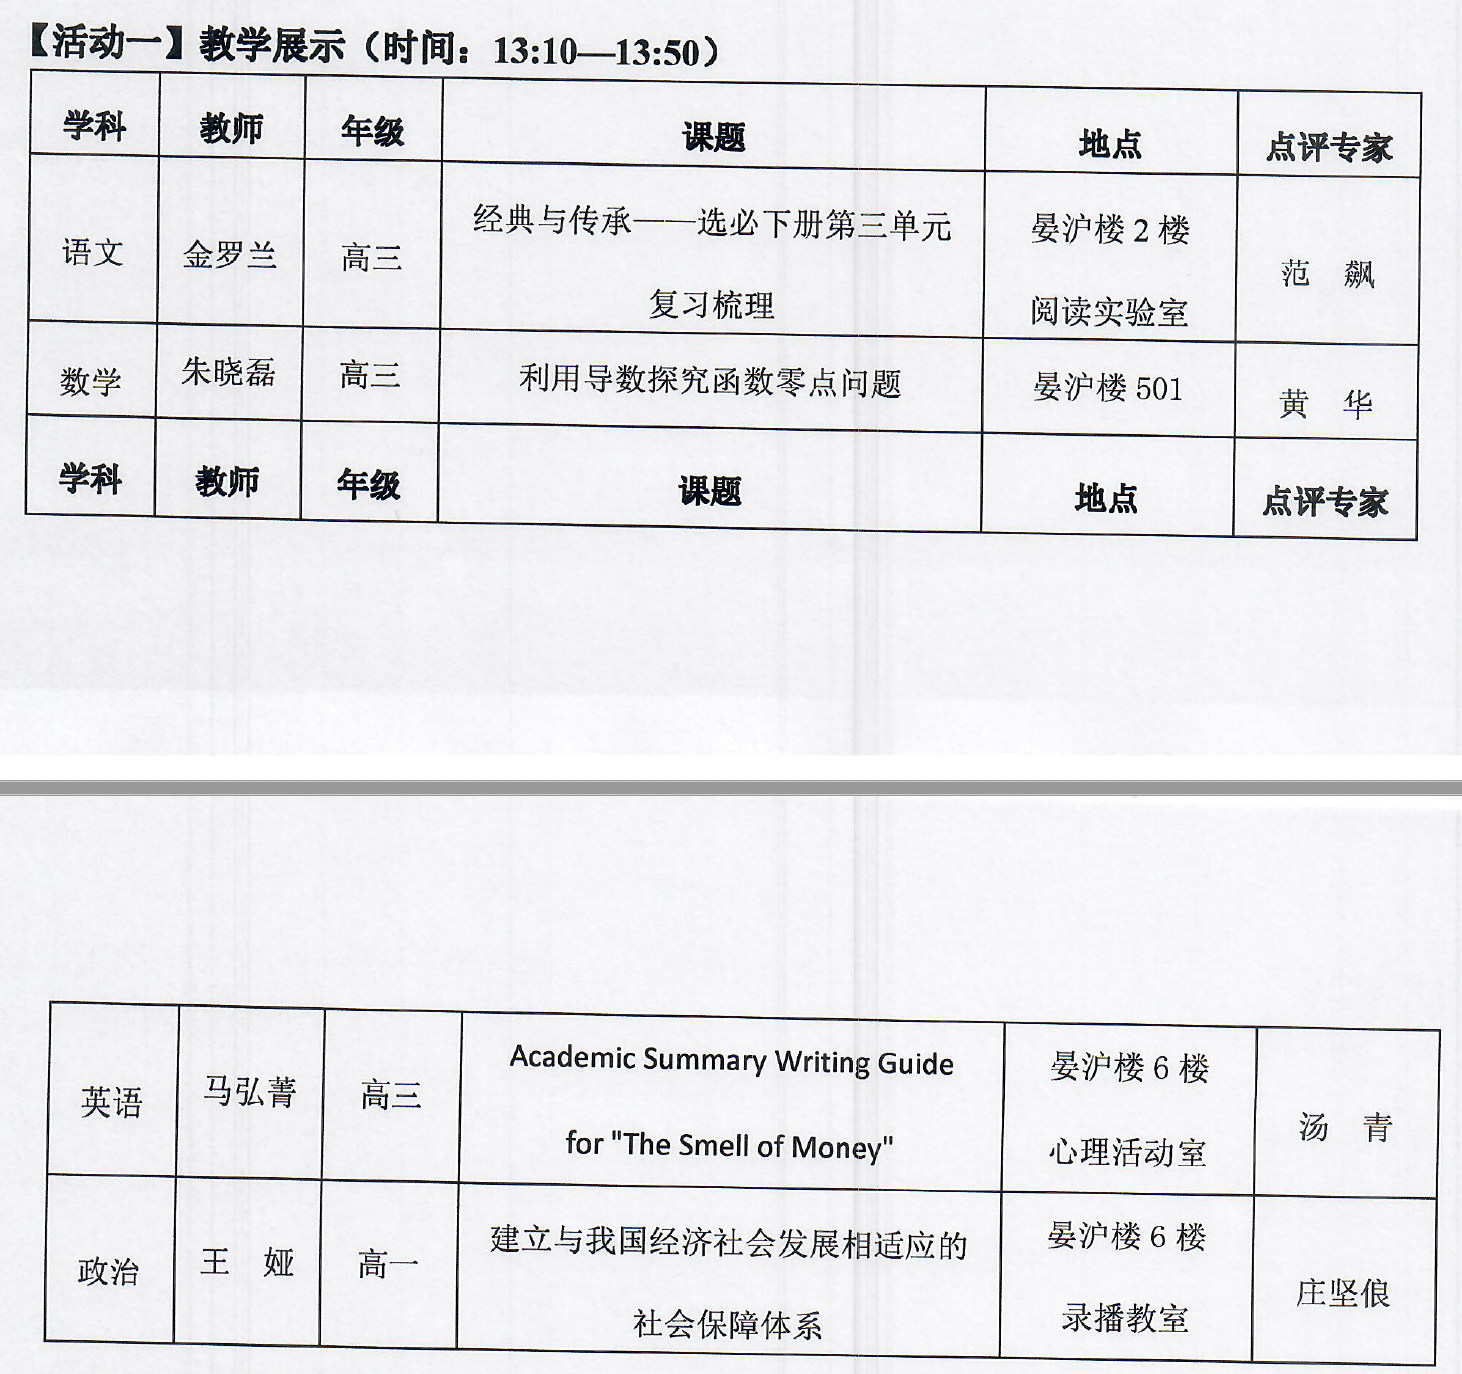 【活动一】教学展示（时间：13:10—13:50）
学科 教师 年级 课题 地点 点评专家
语文 金罗兰 高三 经典与传承——选必下册第三单元 晏沪楼2楼 范 飙
复习梳理 阅读实验室
数学 朱晓磊 高三 利用导数探究函数零点问题 晏沪楼501 黄 华
学科 教师 年级 课题 地点 点评专家
英语 马弘菁 高三 Academic Summary Writing Guide 晏沪楼6楼 汤 青
for "The Smell of Money" 心理活动室
政治 王 娅 高一 建立与我国经济社会发展相适应的 晏沪楼6楼 庄坚俍
社会保障体系 录播教室